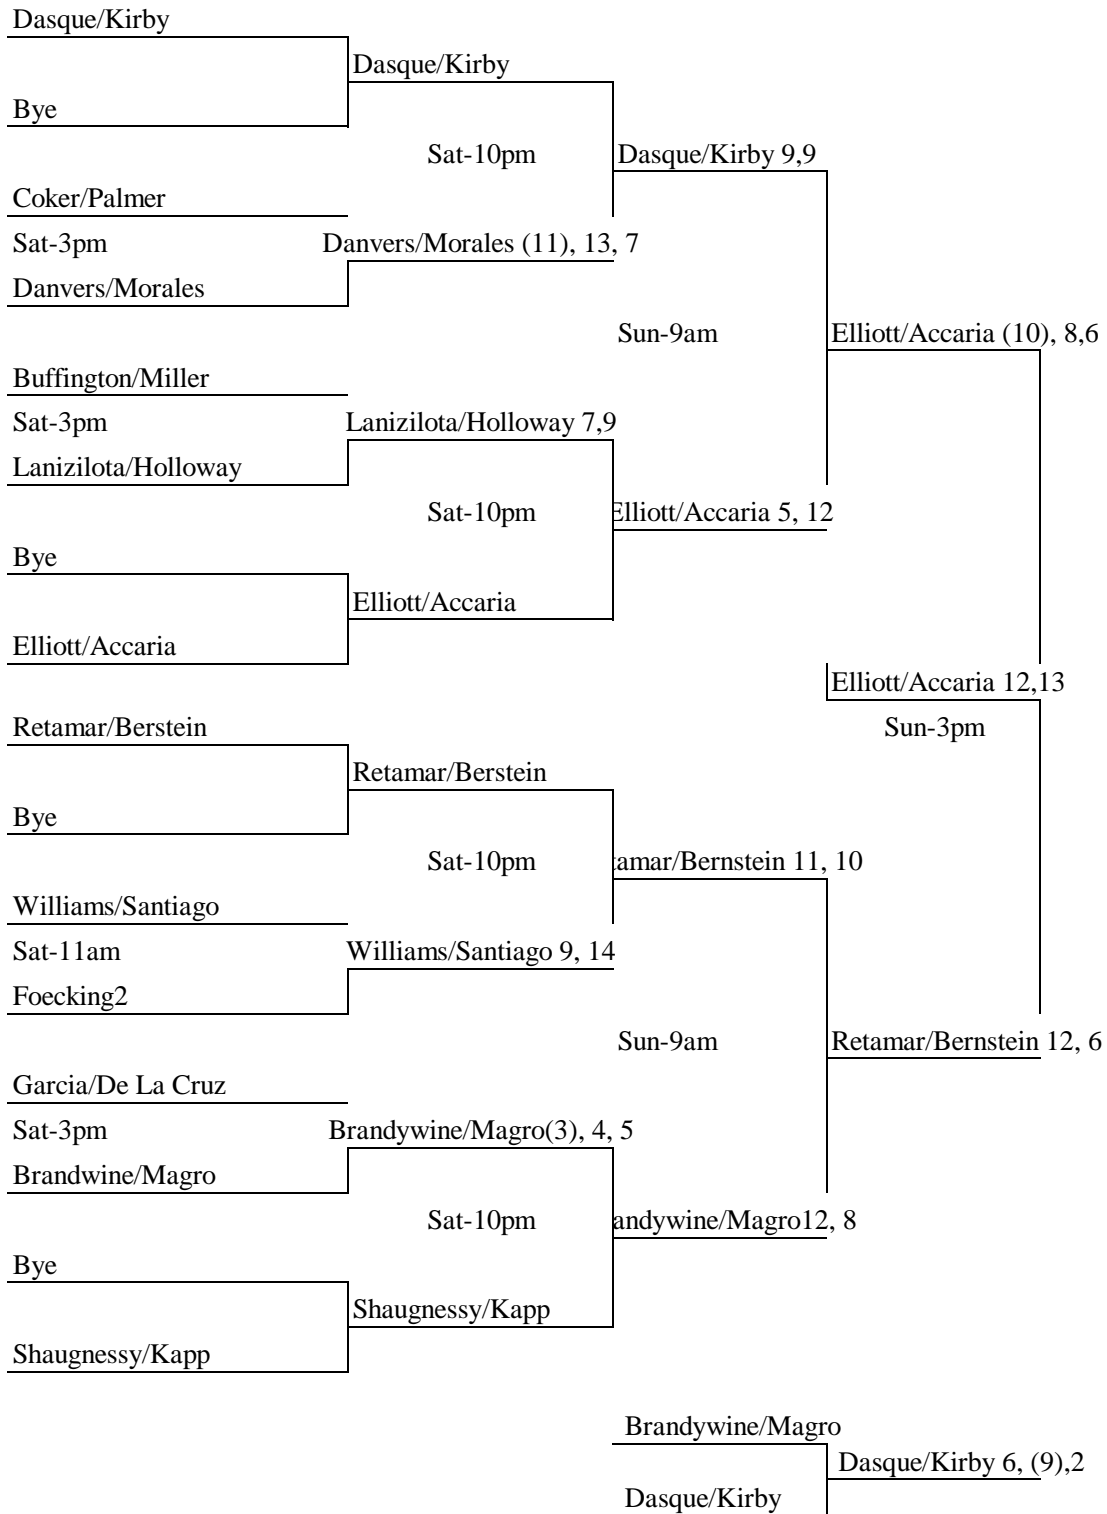 Dasque/Kirby
Dasque/Kirby
Bye
Sat-10pm Dasque/Kirby 9,9
Coker/Palmer
Sat-3pm Danvers/Morales (11), 13, 7
Danvers/Morales
Sun-9am Elliott/Accaria (10), 8,6
Buffington/Miller
Sat-3pm Lanizilota/Holloway 7,9
Lanizilota/Holloway
Sat-10pm Elliott/Accaria 5, 12
Bye
Elliott/Accaria
Elliott/Accaria
Elliott/Accaria 12,13
Retamar/Berstein Sun-3pm
Retamar/Berstein
Bye
Sat-10pm tamar/Bernstein 11, 10
Williams/Santiago
Sat-11am Williams/Santiago 9, 14
Foecking2
Sun-9am Retamar/Bernstein 12, 6
Garcia/De La Cruz
Sat-3pm Brandywine/Magro(3), 4, 5
Brandwine/Magro
Sat-10pm andywine/Magro12, 8
Bye
Shaugnessy/Kapp
Shaugnessy/Kapp
Brandywine/Magro
Dasque/Kirby 6, (9),2
Dasque/Kirby